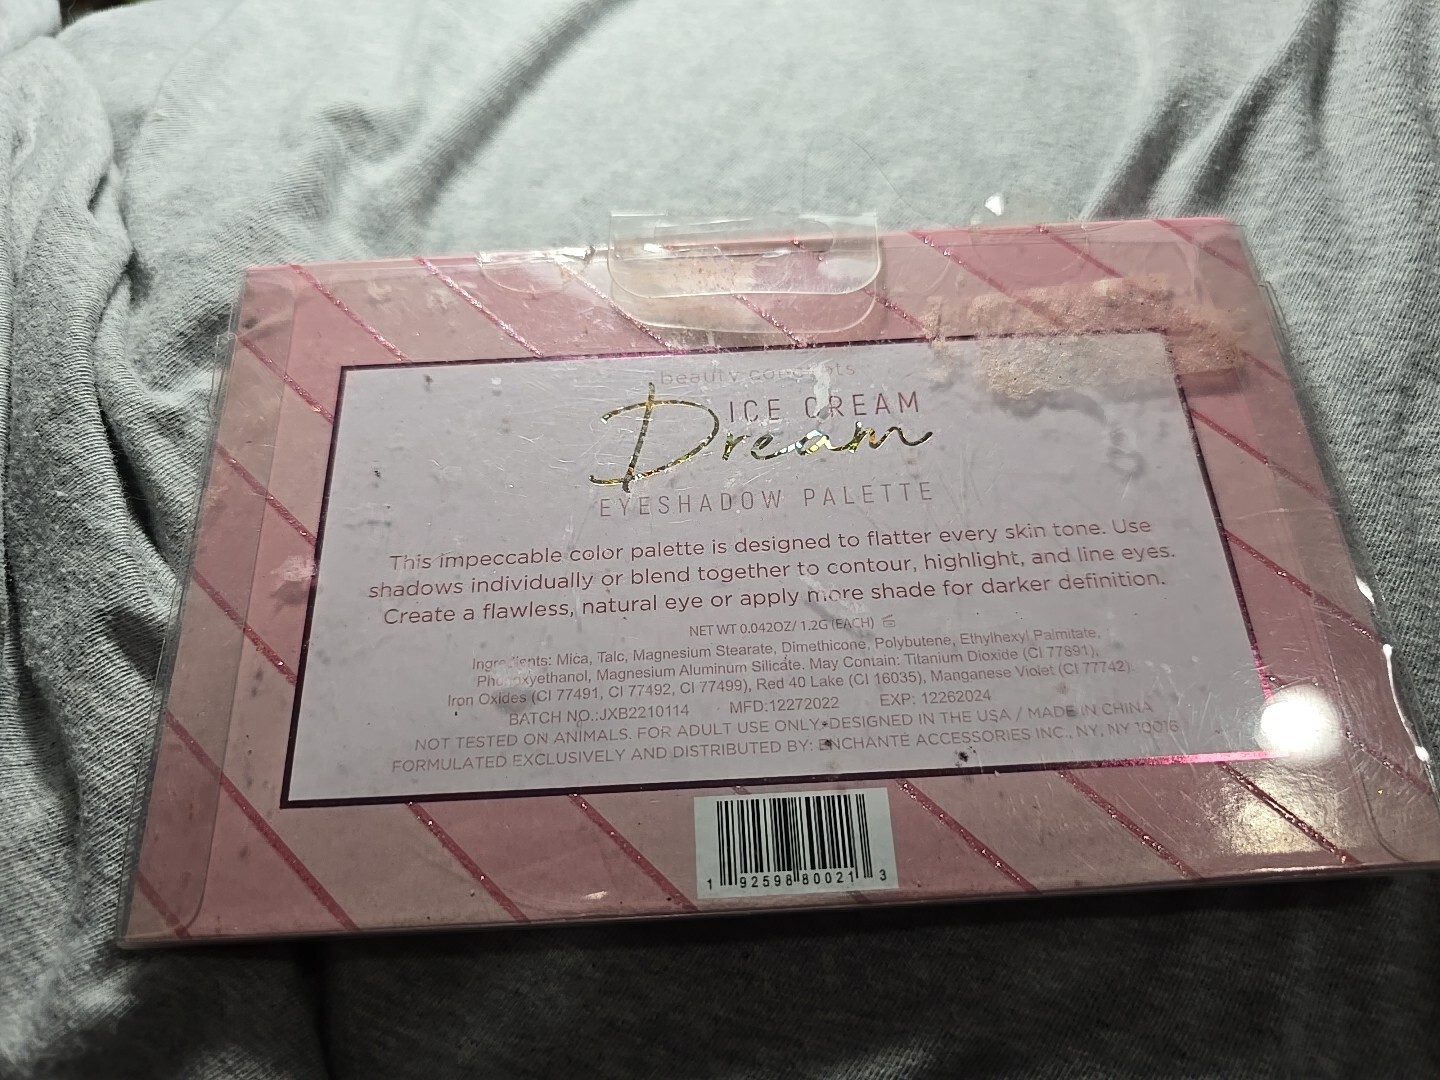 beauty concepts
ICE CREAM
Dream
EYESHADOW PALETTE
This impeccable color palette is designed to flatter every skin tone. Use
shadows individually or blend together to contour, highlight, and line eyes.
Create a flawless, natural eye or apply more shade for darker definition.
NET WT 0.042OZ/ 1.2G (EACH)
Ingredients: Mica, Talc, Magnesium Stearate, Dimethicone, Polybutene, Ethylhexyl Palmitate,
Phenoxyethanol, Magnesium Aluminum Silicate. May Contain: Titanium Dioxide (CI 77891),
Iron Oxides (CI 77491, CI 77492, CI 77499), Red 40 Lake (CI 16035), Manganese Violet (CI 77742).
BATCH NO.:JXB2210114 MFD:12272022 EXP: 12262024
NOT TESTED ON ANIMALS. FOR ADULT USE ONLY. DESIGNED IN THE USA / MADE IN CHINA
FORMULATED EXCLUSIVELY AND DISTRIBUTED BY: ENCHANTÉ ACCESSORIES INC., NY, NY 10016
1 92598 80021 3